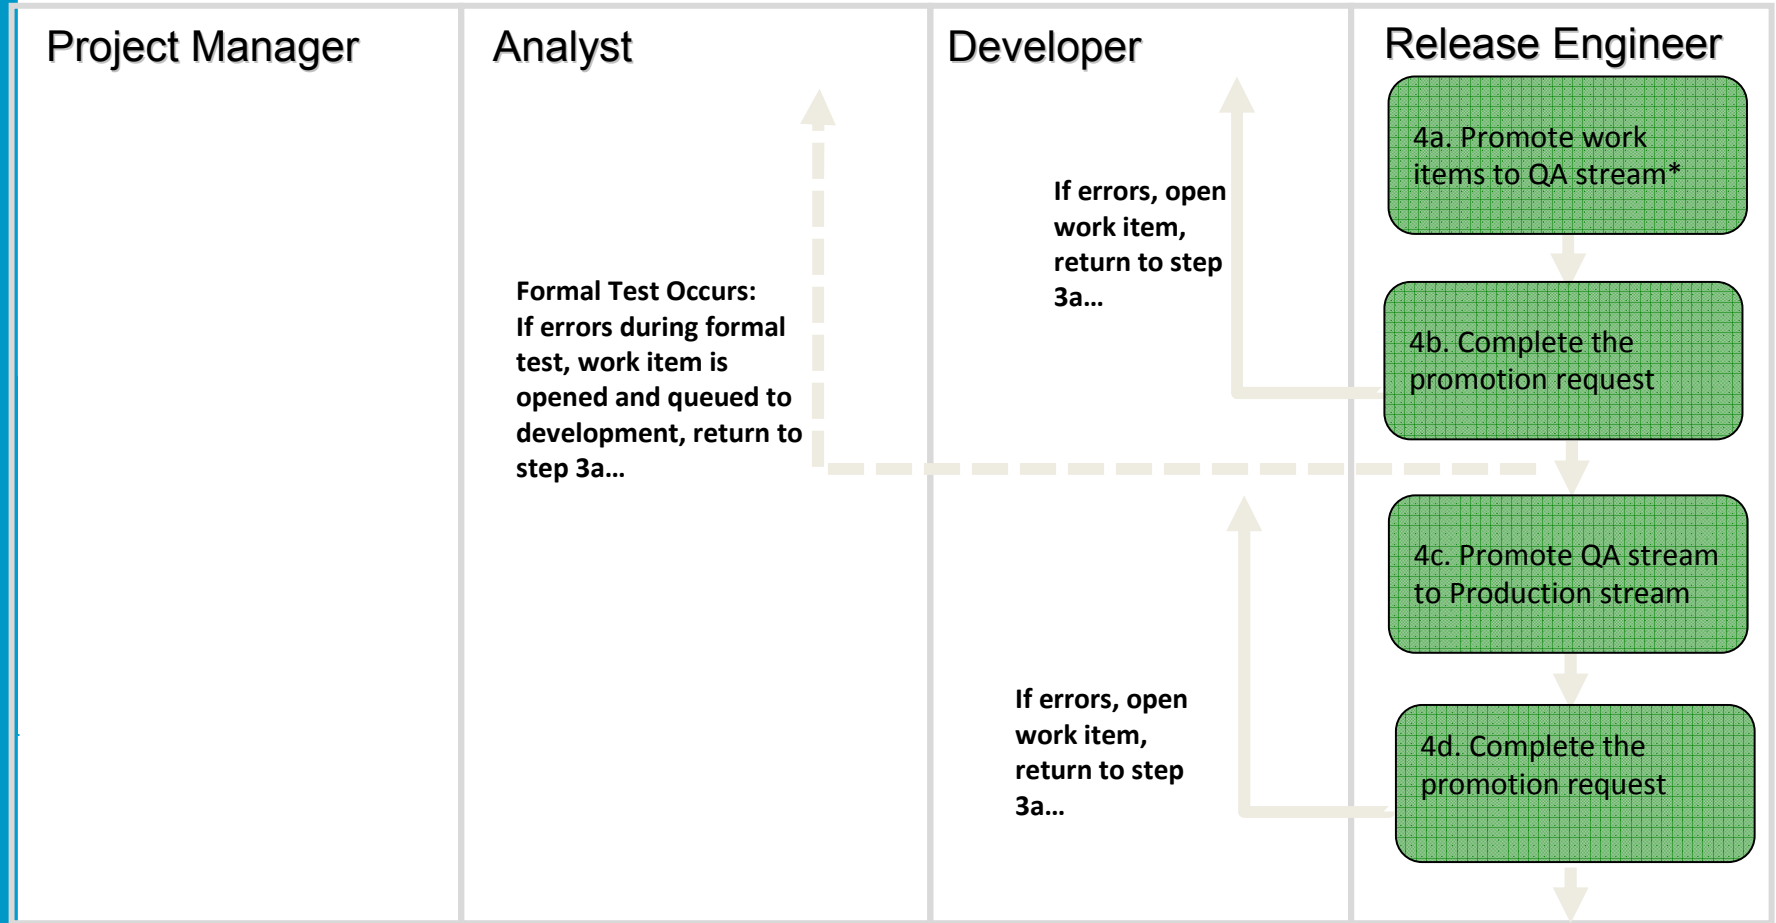 Project Manager
Analyst
Developer
Release Engineer
4a. Promote work
items to QA stream*
If errors, open
work item,
return to step
3a…
Formal Test Occurs:
If errors during formal
test, work item is
opened and queued to
development, return to
step 3a…
4b. Complete the
promotion request
4c. Promote QA stream
to Production stream
If errors, open
work item,
return to step
3a…
4d. Complete the
promotion request